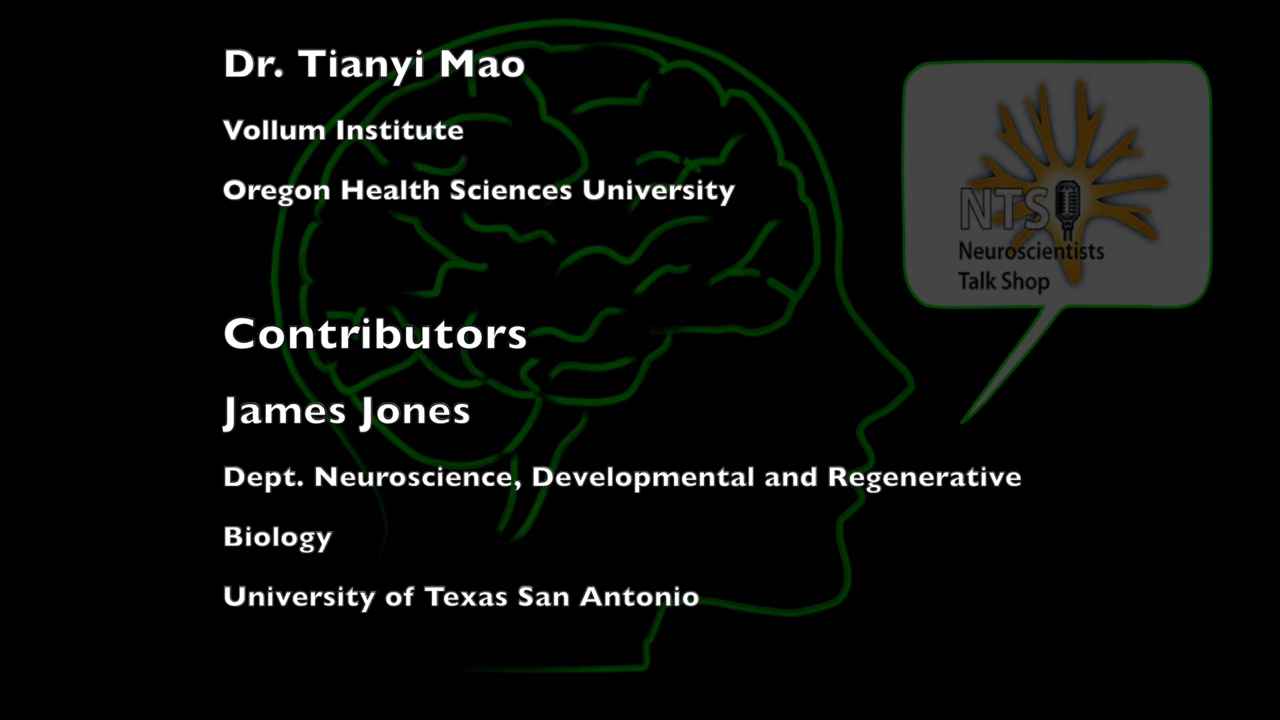 Dr. Tianyi Mao
Vollum Institute
Oregon Health Sciences University
NTS
Neuroscientists
Talk Shop
Contributors
James Jones
Dept. Neuroscience, Developmental and Regenerative
Biology
University of Texas San Antonio